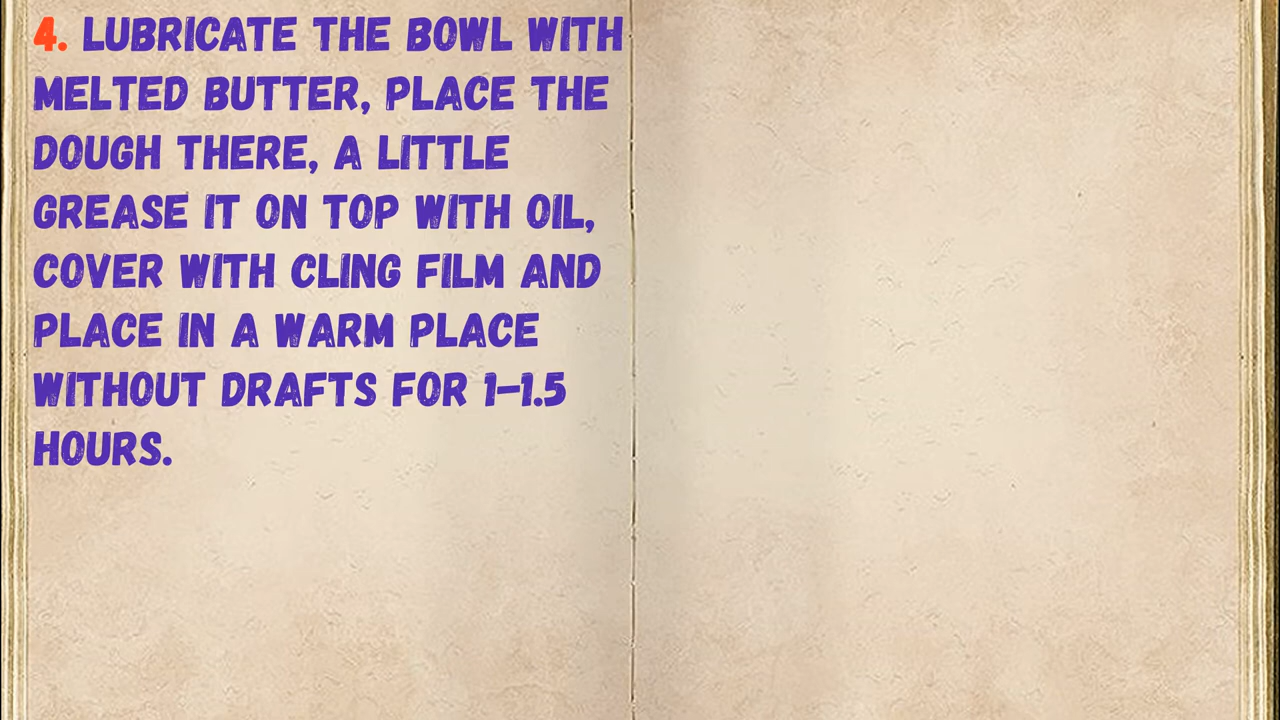 4. LUBRICATE THE BOWL WITH
MELTED BUTTER, PLACE THE
DOUGH THERE, A LITTLE
GREASE IT ON TOP WITH OIL,
COVER WITH CLING FILM AND
PLACE IN A WARM PLACE
WITHOUT DRAFTS FOR 1-1.5
HOURS.